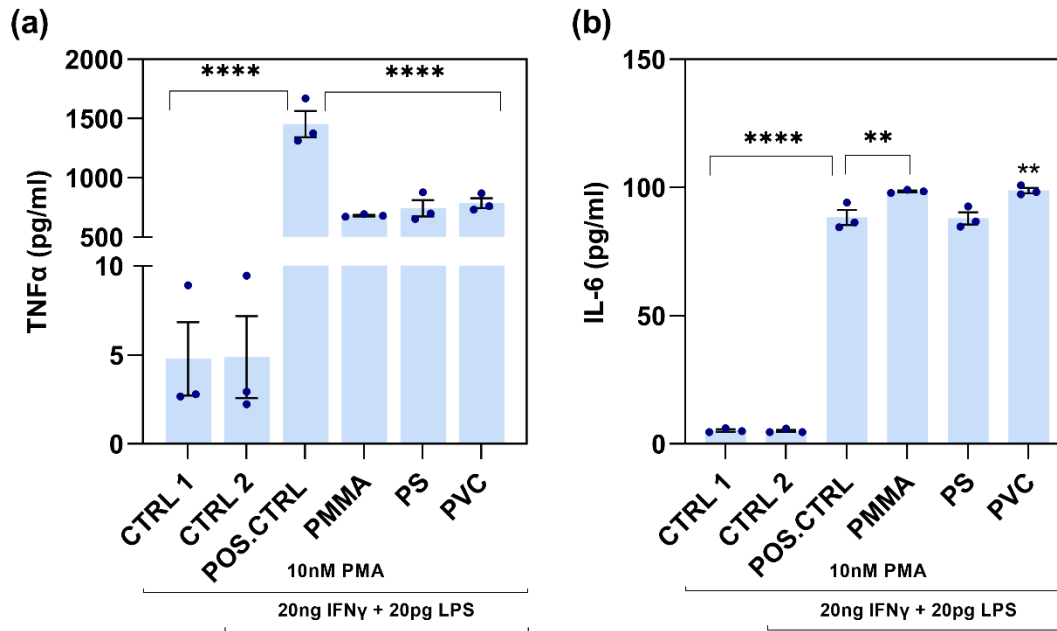 (a)
TNFα (pg/ml)
2000
1500
1000
500
10
5
0
****
****
CTRL 1
CTRL 2
POS.CTRL
PMMA
PS
PVC
10nM PMA
20ng IFNγ + 20pg LPS
(b)
IL-6 (pg/ml)
150
100
50
0
****
**
**
CTRL 1
CTRL 2
POS.CTRL
PMMA
PS
PVC
10nM PMA
20ng IFNγ + 20pg LPS